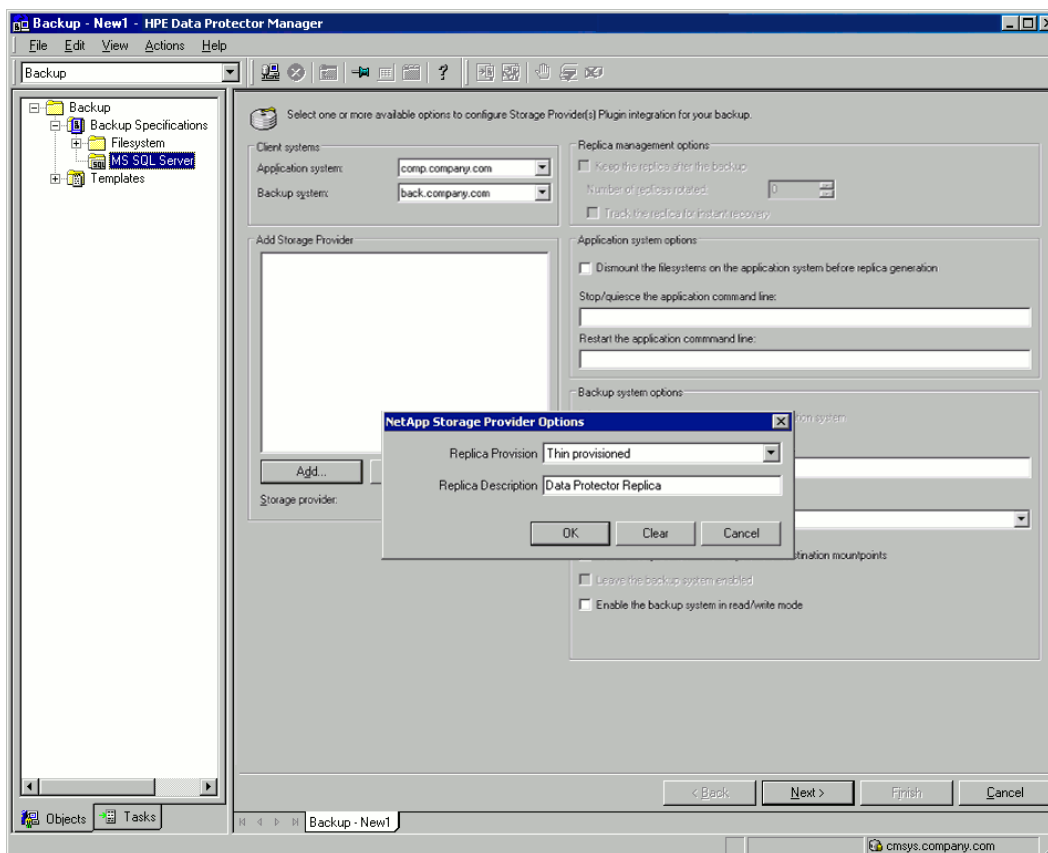 Backup - New1 - HPE Data Protector Manager
File Edit View Actions Help
Backup
Backup
Backup Specifications
Filesystem
MS SQL Server
Templates
Select one or more available options to configure Storage Provider(s) Plugin integration for your backup.
Client systems
Application system: comp.company.com
Backup system: back.company.com
Replica management options
Keep the replica after the backup
Number of replicas rotated: 0
Track the replica for instant recovery
Add Storage Provider
Add...
Storage provider:
Application system options
Dismount the filesystems on the application system before replica generation
Stop/quiesce the application command line:
Restart the application commmand line:
Backup system options
system
NetApp Storage Provider Options
Replica Provision Thin provisioned
Replica Description Data Protector Replica
OK Clear Cancel
mountpoints
Leave the backup system enabled
Enable the backup system in read/write mode
< Back Next > Finish Cancel
Objects Tasks
Backup - New1
cmsys.company.com